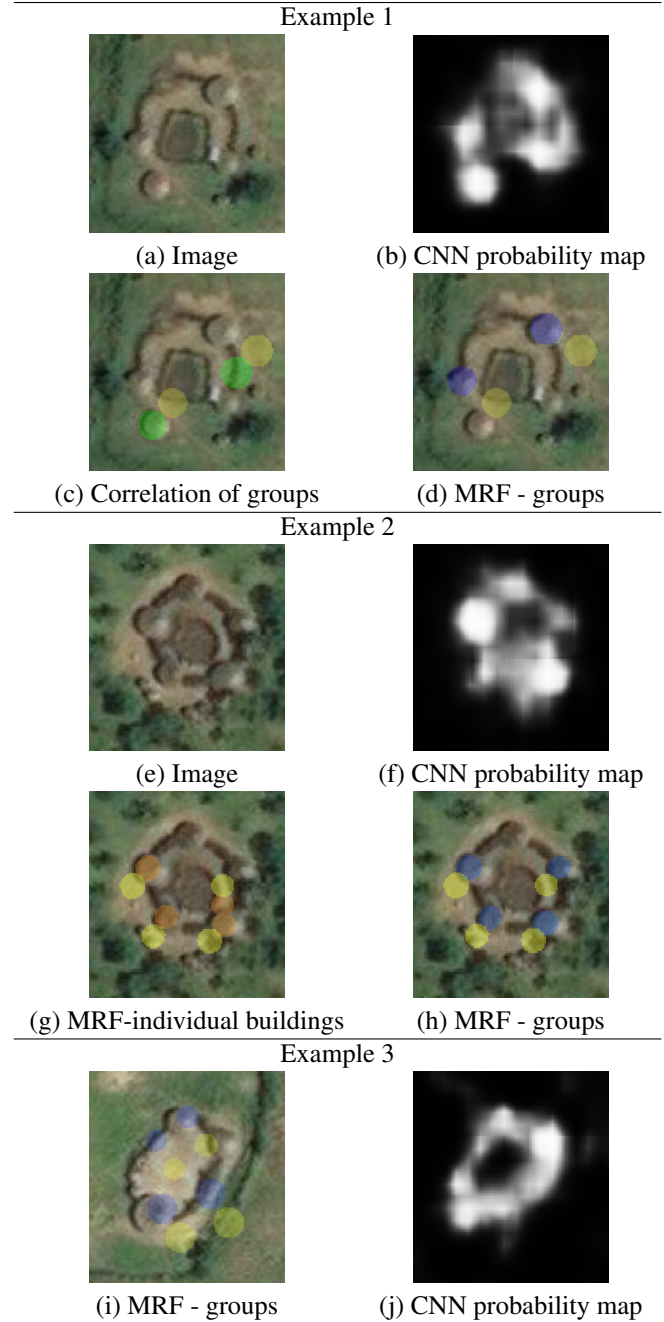 Example 1
(a) Image (b) CNN probability map
(c) Correlation of groups (d) MRF - groups
Example 2
(e) Image (f) CNN probability map
(g) MRF-individual buildings (h) MRF - groups
Example 3
(i) MRF - groups (j) CNN probability map